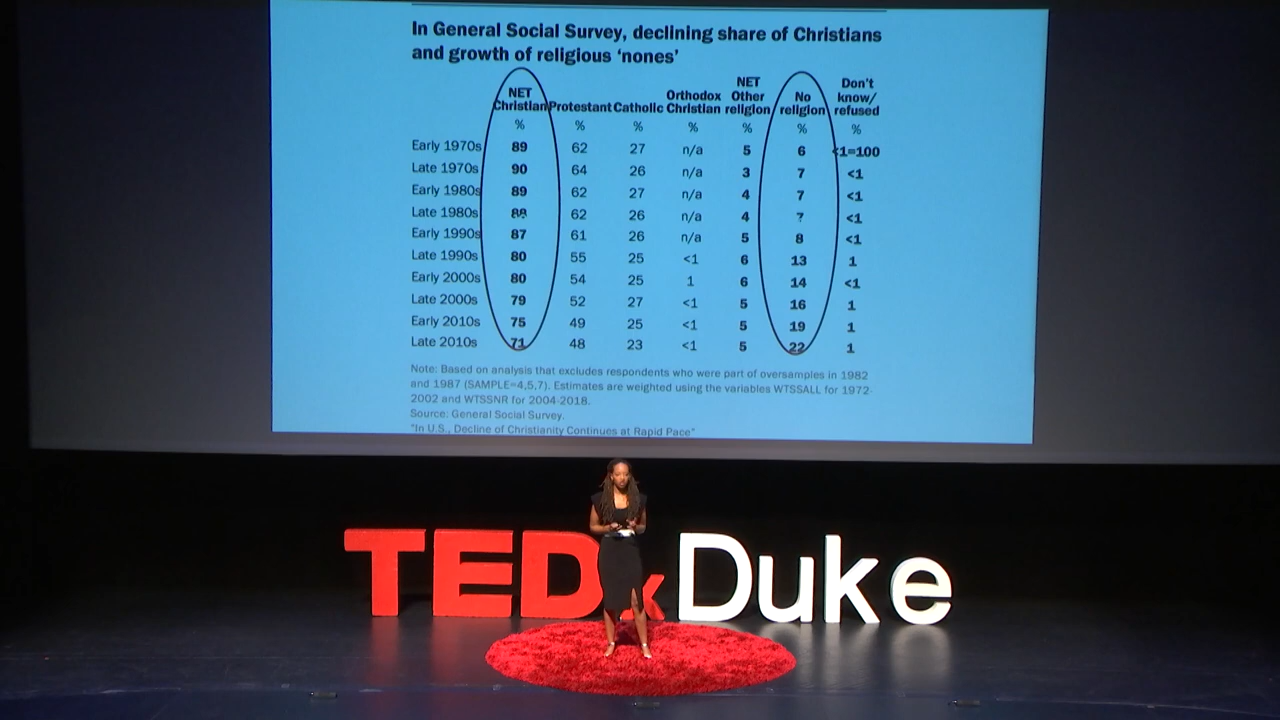 In General Social Survey, declining share of Christians
and growth of religious ‘nones’
NET Christian Protestant Catholic Orthodox Christian NET Other religion No religion Don't know/ refused
% % % % % % %
Early 1970s 89 62 27 n/a 5 6 <1=100
Late 1970s 90 64 26 n/a 3 7 <1
Early 1980s 89 62 27 n/a 4 7 <1
Late 1980s 88 62 26 n/a 4 <1
Early 1990s 87 61 26 n/a 5 8 <1
Late 1990s 80 55 25 <1 6 13 1
Early 2000s 80 54 25 1 6 14 <1
Late 2000s 79 52 27 <1 5 16 1
Early 2010s 75 49 25 <1 5 19 1
Late 2010s 71 48 23 <1 5 22 1
Note: Based on analysis that excludes respondents who were part of oversamples in 1982
and 1987 (SAMPLE=4,5,7). Estimates are weighted using the variables WTSSALL for 1972-
2002 and WTSSNR for 2004-2018.
Source: General Social Survey.
"In U.S., Decline of Christianity Continues at Rapid Pace"
TEDx Duke